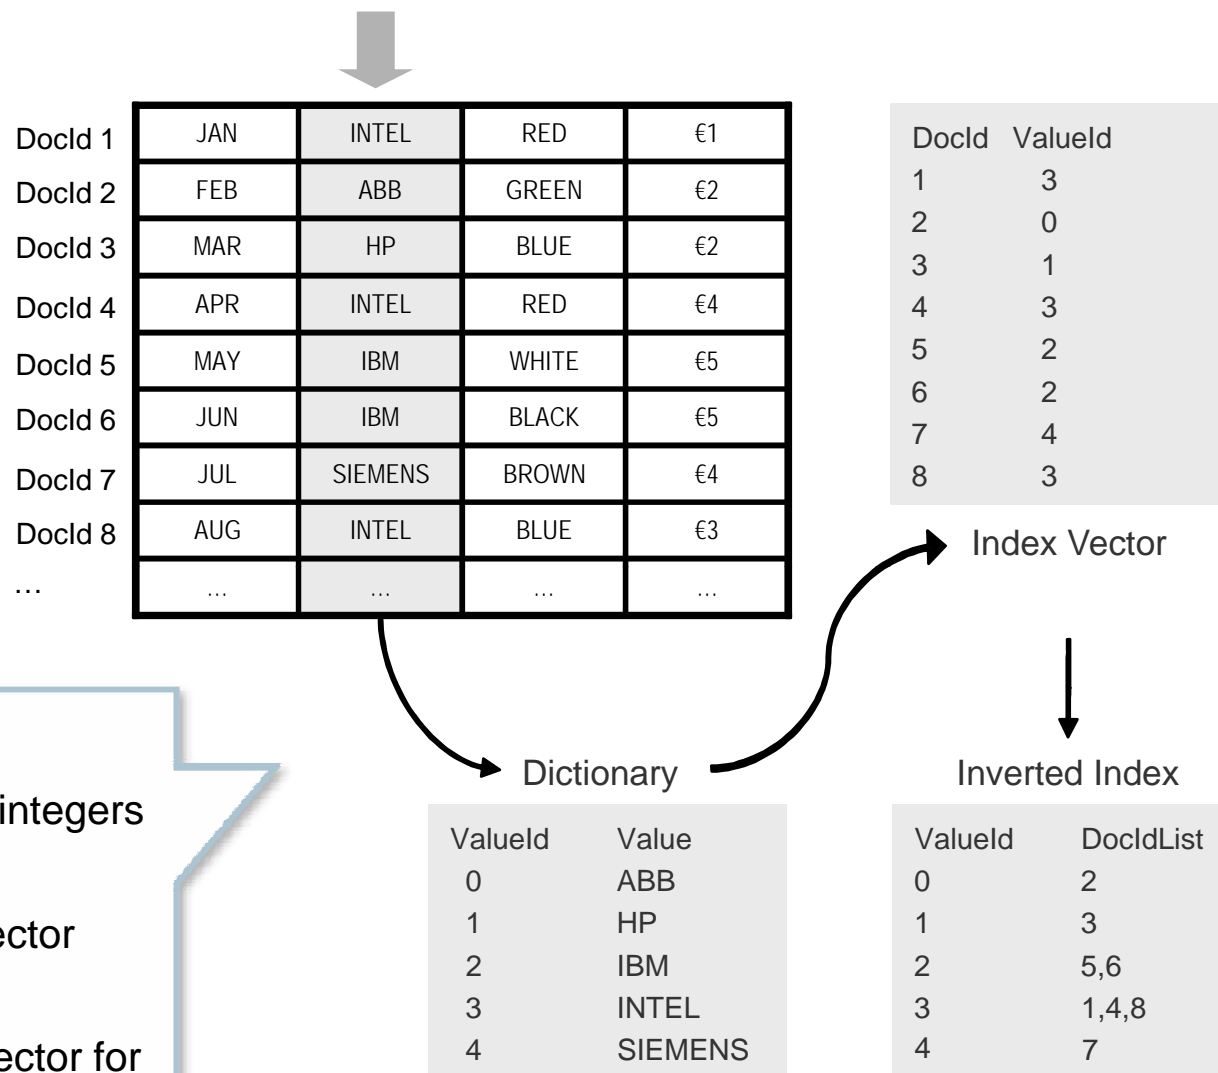 DocId 1 JAN INTEL RED €1
DocId 2 FEB ABB GREEN €2
DocId 3 MAR HP BLUE €2
DocId 4 APR INTEL RED €4
DocId 5 MAY IBM WHITE €5
DocId 6 JUN IBM BLACK €5
DocId 7 JUL SIEMENS BROWN €4
DocId 8 AUG INTEL BLUE €3
… … … … …
DocId ValueId
1 3
2 0
3 1
4 3
5 2
6 2
7 4
8 3
Index Vector
integers
ector
ector for
Dictionary
ValueId Value
0 ABB
1 HP
2 IBM
3 INTEL
4 SIEMENS
Inverted Index
ValueId DocIdList
0 2
1 3
2 5,6
3 1,4,8
4 7